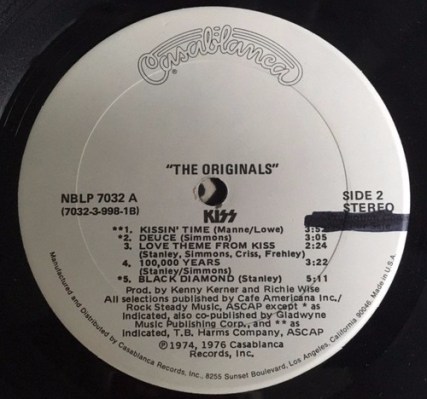 Casablanca
®
"THE ORIGINALS"
NBLP 7032 A
(7032-3-998-1B)
KISS
SIDE 2
STEREO
**1. KISSIN' TIME (Manne/Lowe) 3:52
*2. DEUCE (Simmons) 3:05
3. LOVE THEME FROM KISS 2:24
(Stanley, Simmons, Criss, Frehley)
4. 100,000 YEARS 3:22
(Stanley/Simmons)
*5. BLACK DIAMOND (Stanley) 5:11
Prod. by Kenny Kerner and Richie Wise
All selections published by Cafe Americana Inc./
Rock Steady Music, ASCAP except * as
indicated, also co-published by Gladwyne
Music Publishing Corp., and ** as
indicated, T.B. Harms Company, ASCAP
Ⓟ1974, 1976 Casablanca
Records, Inc.
Manufactured and Distributed by Casablanca Records, Inc., 8255 Sunset Boulevard, Los Angeles, California 90046, Made in U.S.A.